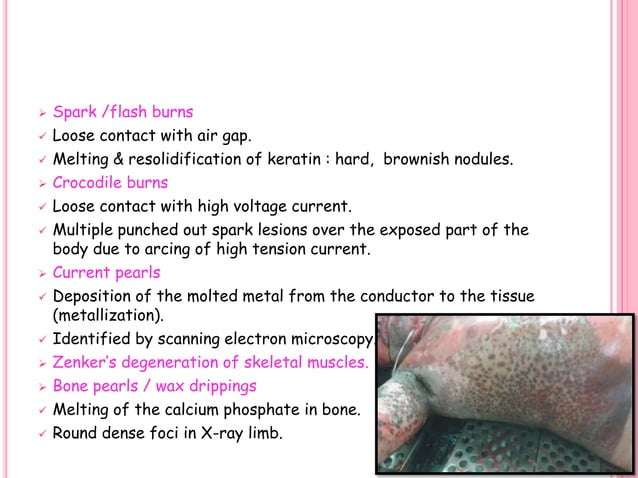 Spark /flash burns
Loose contact with air gap.
Melting & resolidification of keratin : hard, brownish nodules.
Crocodile burns
Loose contact with high voltage current.
Multiple punched out spark lesions over the exposed part of the
body due to arcing of high tension current.
Current pearls
Deposition of the molted metal from the conductor to the tissue
(metallization).
Identified by scanning electron microscopy.
Zenker's degeneration of skeletal muscles.
Bone pearls / wax drippings
Melting of the calcium phosphate in bone.
Round dense foci in X-ray limb.